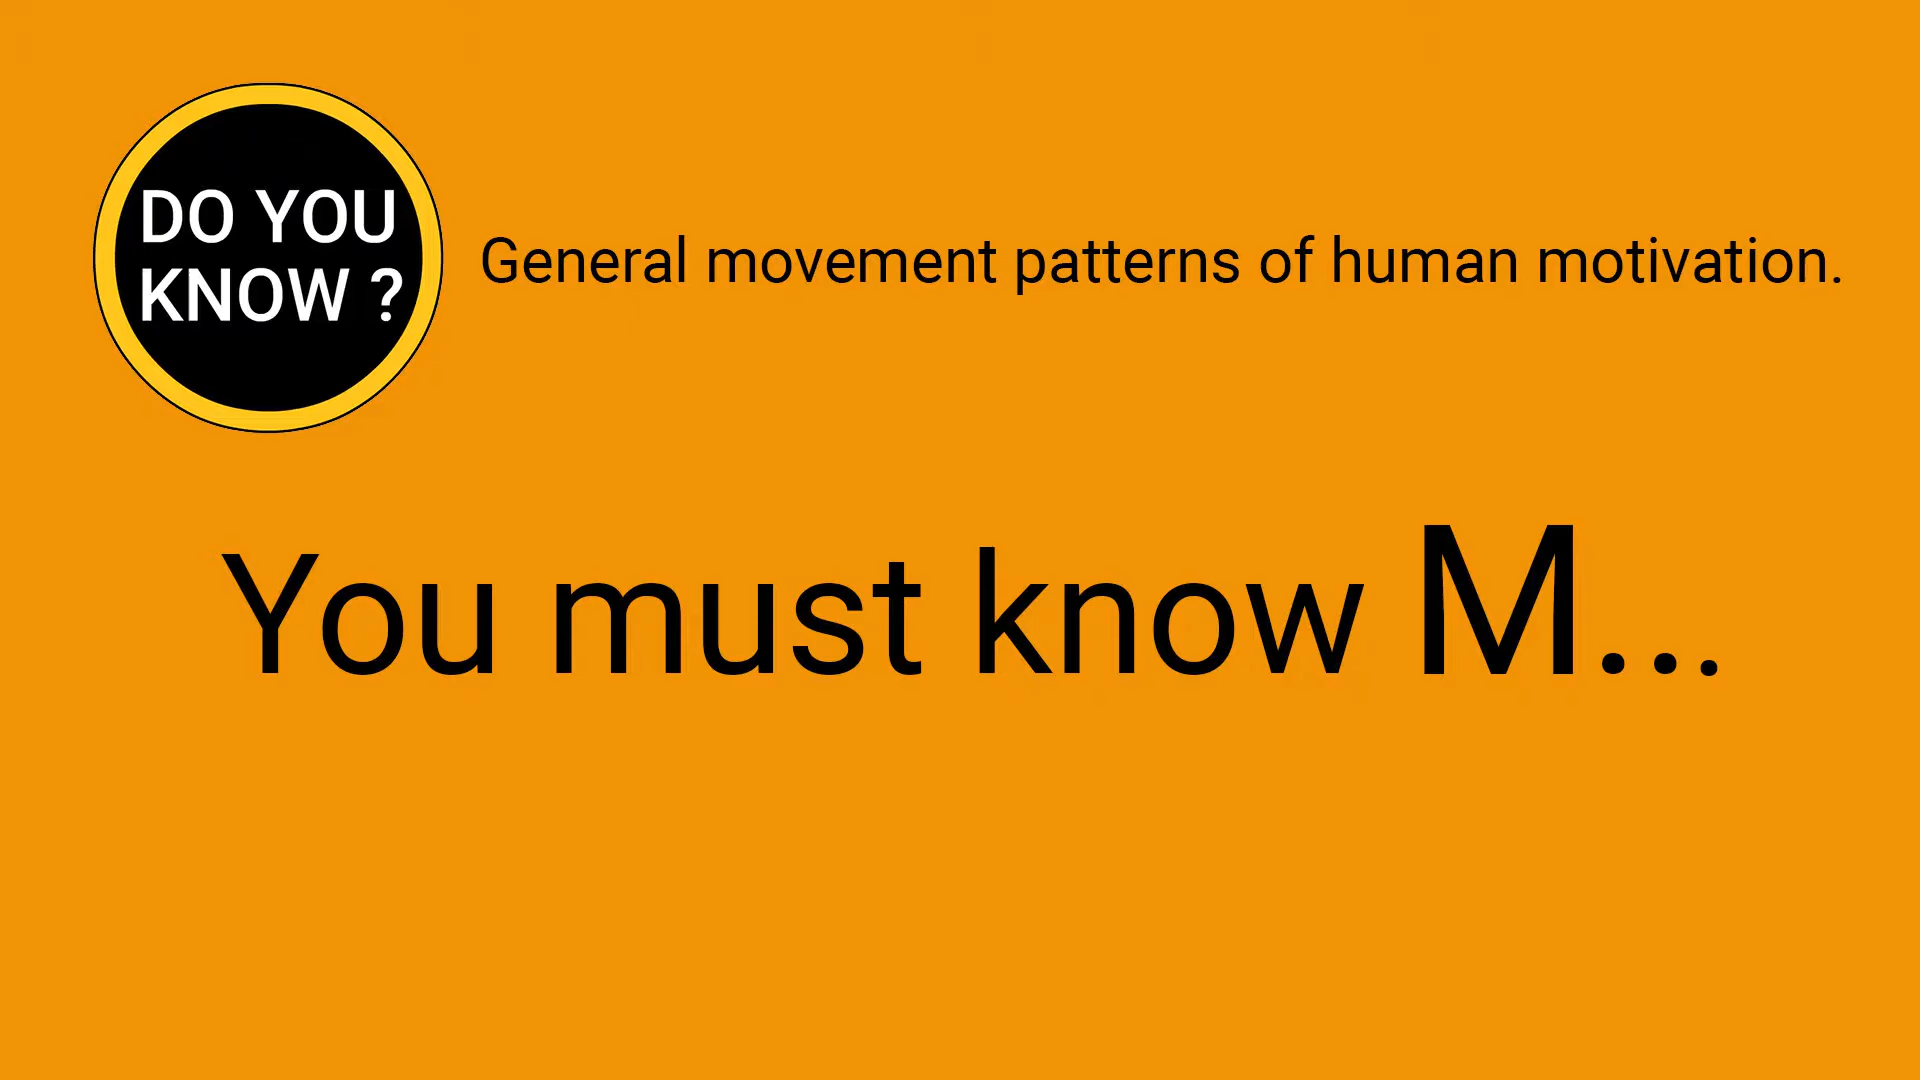 DO YOU
KNOW ?
General movement patterns of human motivation.
You must know M...